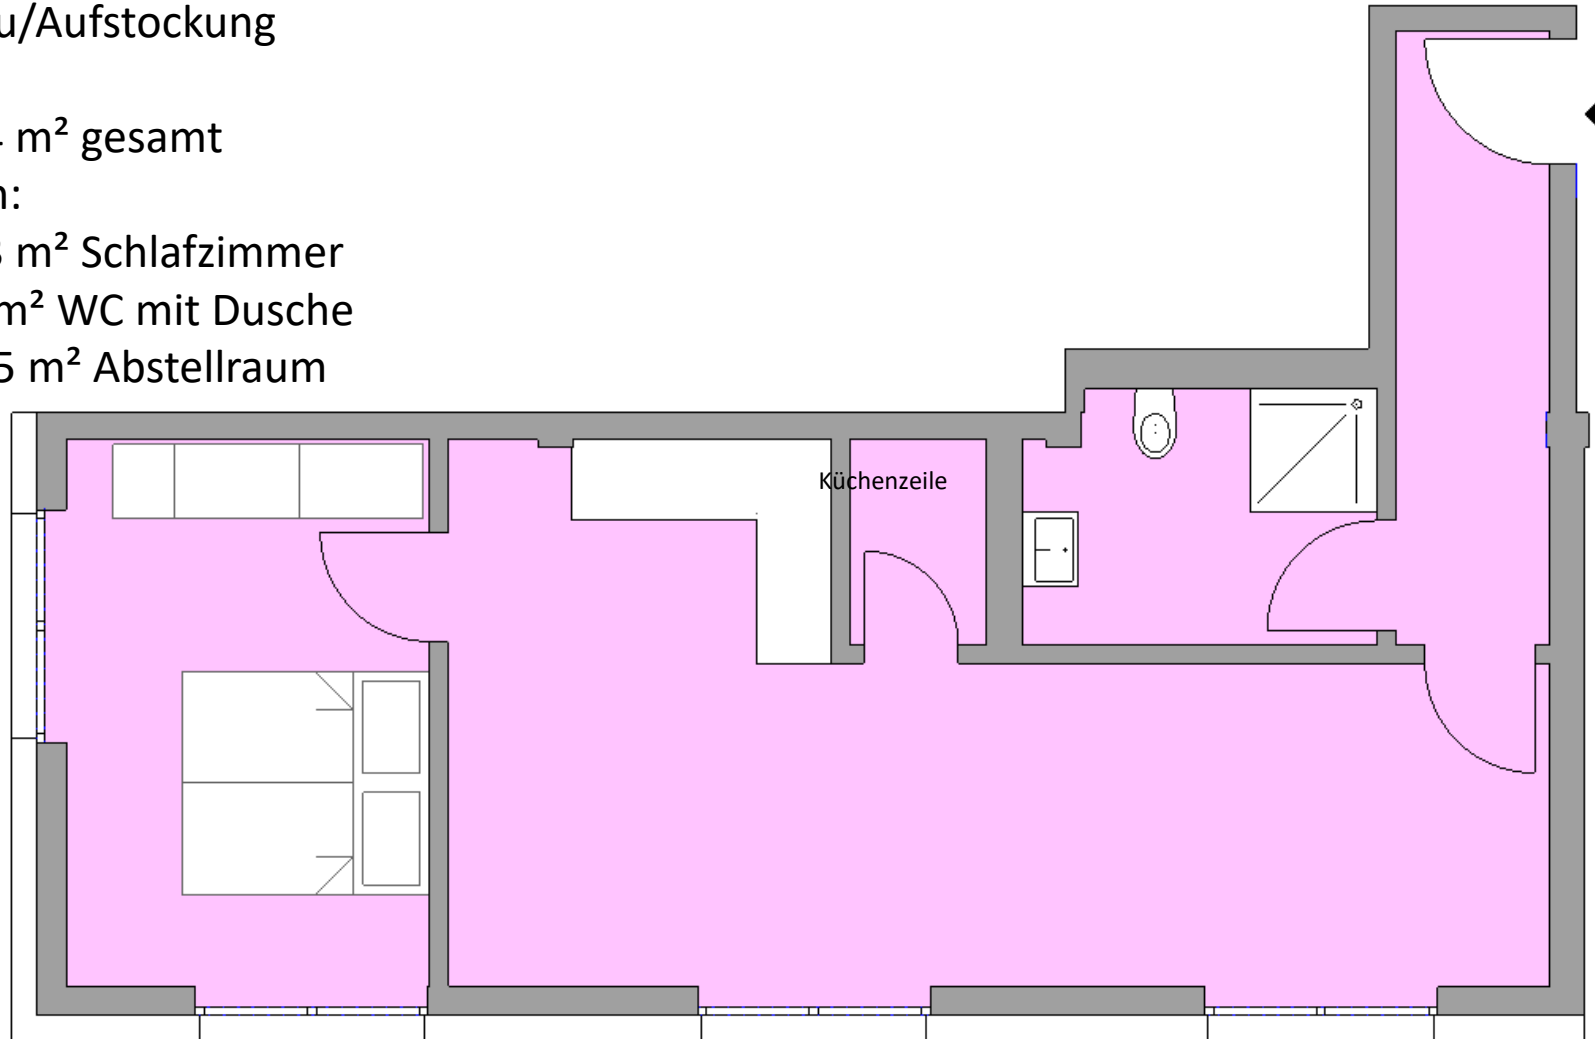 u/Aufstockung
m² gesamt
n:
m² Schlafzimmer
m² WC mit Dusche
5 m² Abstellraum
Küchenzeile